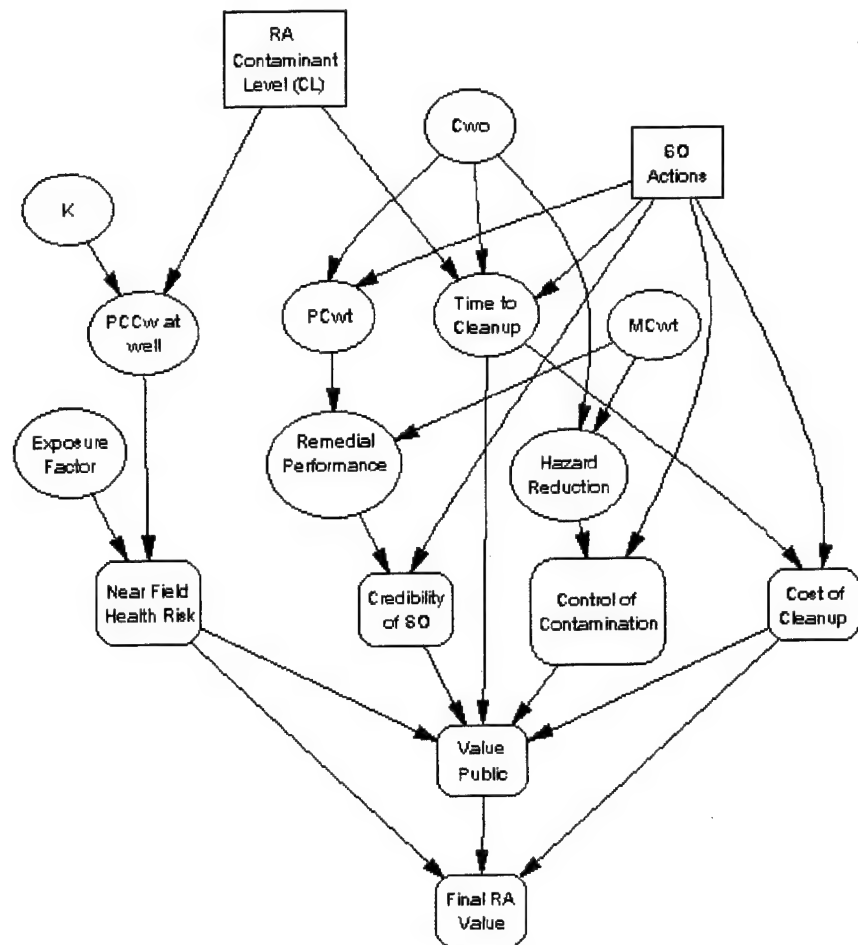 RA
Contaminant
Level (CL)
Cwo
SO
Actions
K
PCCw at
well
PCwt
Time to
Cleanup
MCwt
Exposure
Factor
Remedial
Performance
Hazard
Reduction
Near Field
Health Risk
Credibility
of SO
Control of
Contamination
Cost of
Cleanup
Value
Public
Final RA
Value